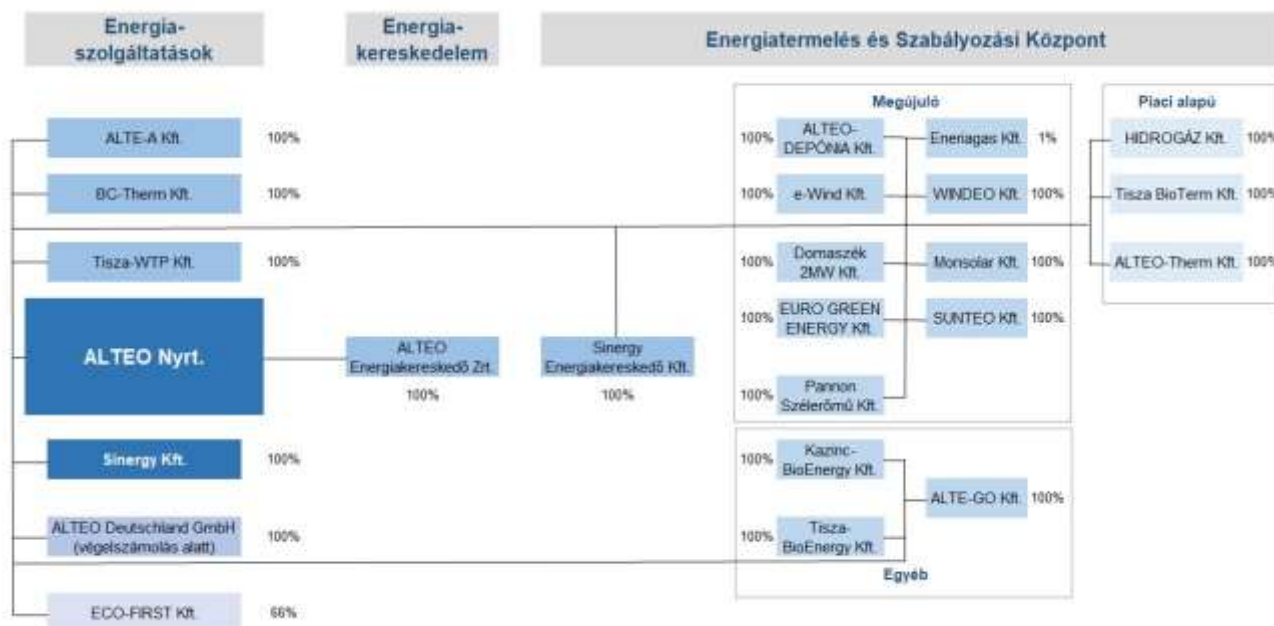 Energia-
szolgáltatások
Energia-
kereskedelem
Energiatermelés és Szabályozási Központ
Megújuló
Piaci alapú
ALTE-A Kft.
100%
100%
ALTEO-
DEPÓNIA Kft.
Eneriagas Kft.
1%
HIDROGÁZ Kft.
100%
BC-Therm Kft.
100%
100%
e-Wind Kft.
WINDEO Kft.
100%
Tisza BioTerm Kft.
100%
Tisza-WTP Kft.
100%
100%
Domaszék
2MW Kft.
Monsolar Kft.
100%
ALTEO-Therm Kft.
100%
100%
EURO GREEN
ENERGY Kft.
SUNTEO Kft.
100%
ALTEO Nyrt.
ALTEO
Energiakereskedő Zrt.
100%
Sinergy
Energiakereskedő Kft.
100%
100%
Pannon
Szélerőmű Kft.
Sinergy Kft.
100%
100%
Kazinc-
BioEnergy Kft.
ALTE-GO Kft.
100%
ALTEO Deutschland GmbH
(végelszámolás alatt)
100%
100%
Tisza-
BioEnergy Kft.
Egyéb
ECO-FIRST Kft.
66%